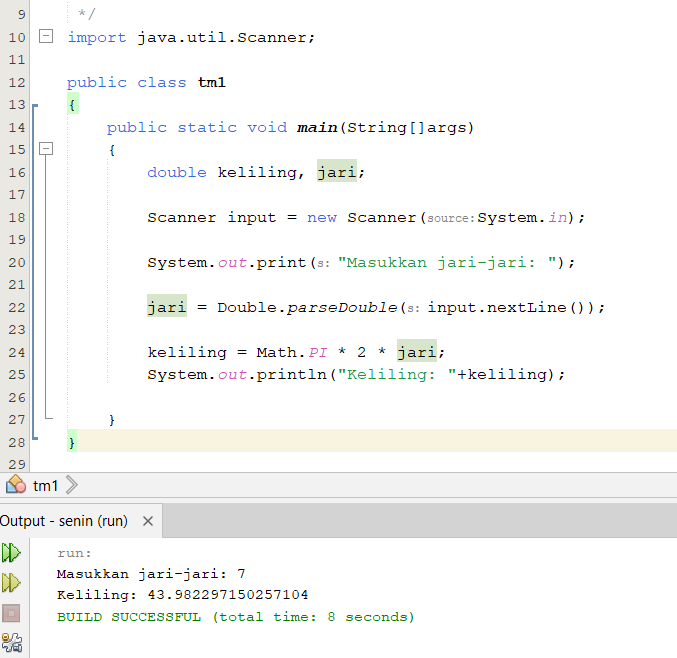 9 */
10 import java.util.Scanner;
11
12 public class tm1
13 {
14 public static void main(String[]args)
15 {
16 double keliling, jari;
17
18 Scanner input = new Scanner(source:System.in);
19
20 System.out.print(s: "Masukkan jari-jari: ");
21
22 jari = Double.parseDouble(s: input.nextLine());
23
24 keliling = Math.PI * 2 * jari;
25 System.out.println("Keliling: "+keliling);
26
27 }
28 }
29
tm1
Output - senin (run)
run:
Masukkan jari-jari: 7
Keliling: 43.982297150257104
BUILD SUCCESSFUL (total time: 8 seconds)